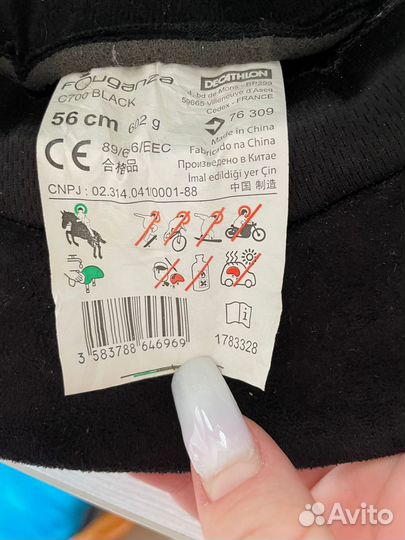 Fouganza
C700 BLACK
56 cm 602 g
CE 89/686/EEC
合格品
CNPJ : 02.314.041/0001-88
DECATHLON
4, bd de Mons - BP299
59665 Villeneuve d'Ascq
Cedex - FRANCE
76 309
Made in China
Fabricado na China
Произведено в Китае
İmal edildiği yer Çin
中国 制造
3 583788 646969
i
1783328
Avito